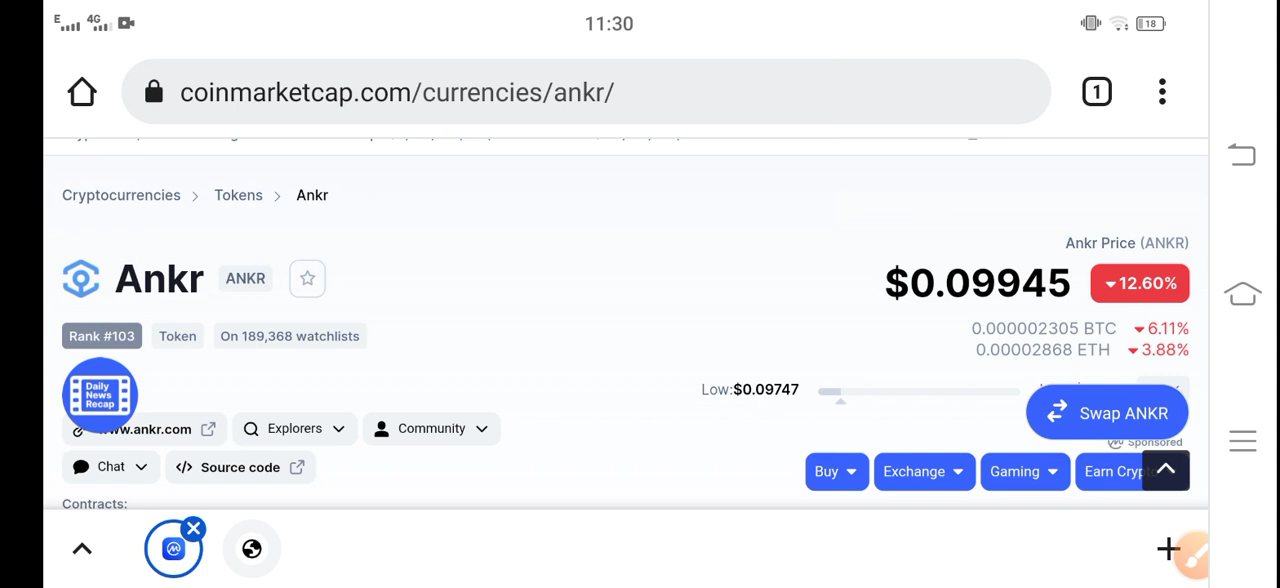 E 4G 11:30 18
coinmarketcap.com/currencies/ankr/ 1
Cryptocurrencies > Tokens > Ankr
Ankr Price (ANKR)
Ankr ANKR $0.09945 12.60%
0.000002305 BTC 6.11%
Rank #103 Token On 189,368 watchlists
0.00002868 ETH 3.88%
Daily
News
Recap
Low:$0.09747
Swap ANKR
www.ankr.com Explorers Community
Sponsored
Chat Source code Buy Exchange Gaming Earn
Contracts: